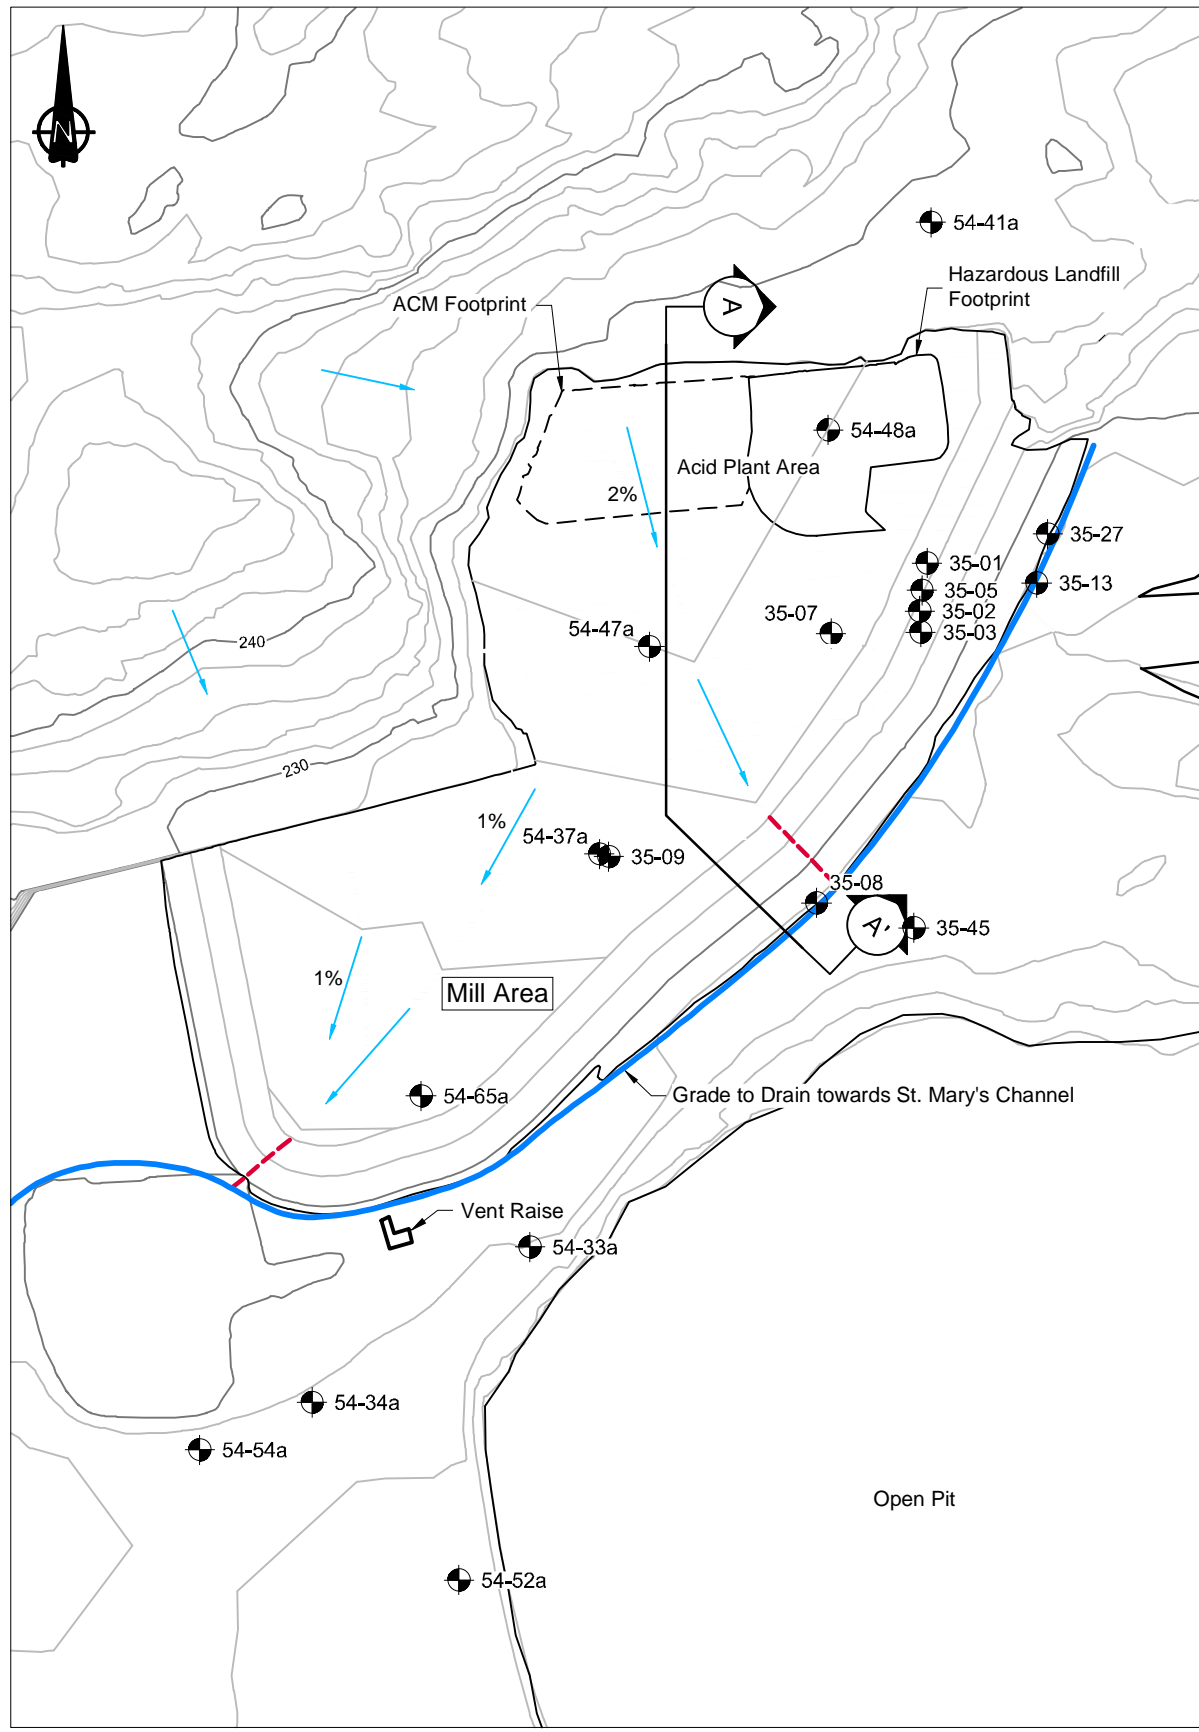 N
54-41a
Hazardous Landfill
Footprint
ACM Footprint
A
54-48a
Acid Plant Area
2%
35-27
35-01
35-13
35-05
35-02
35-07
35-03
54-47a
240
230
1%
54-37a
35-09
35-08
A'
35-45
1%
Mill Area
54-65a
Grade to Drain towards St. Mary's Channel
Vent Raise
54-33a
54-34a
54-54a
Open Pit
54-52a